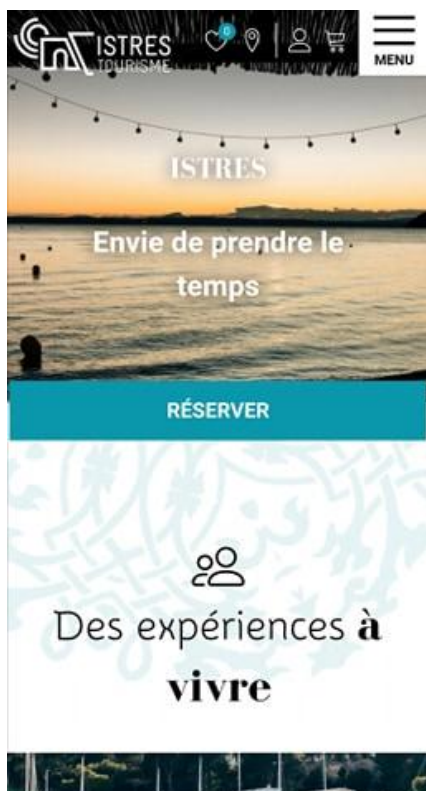 ISTRES
TOURISME
0
MENU
ISTRES
Envie de prendre le
temps
RÉSERVER
Des expériences à
vivre